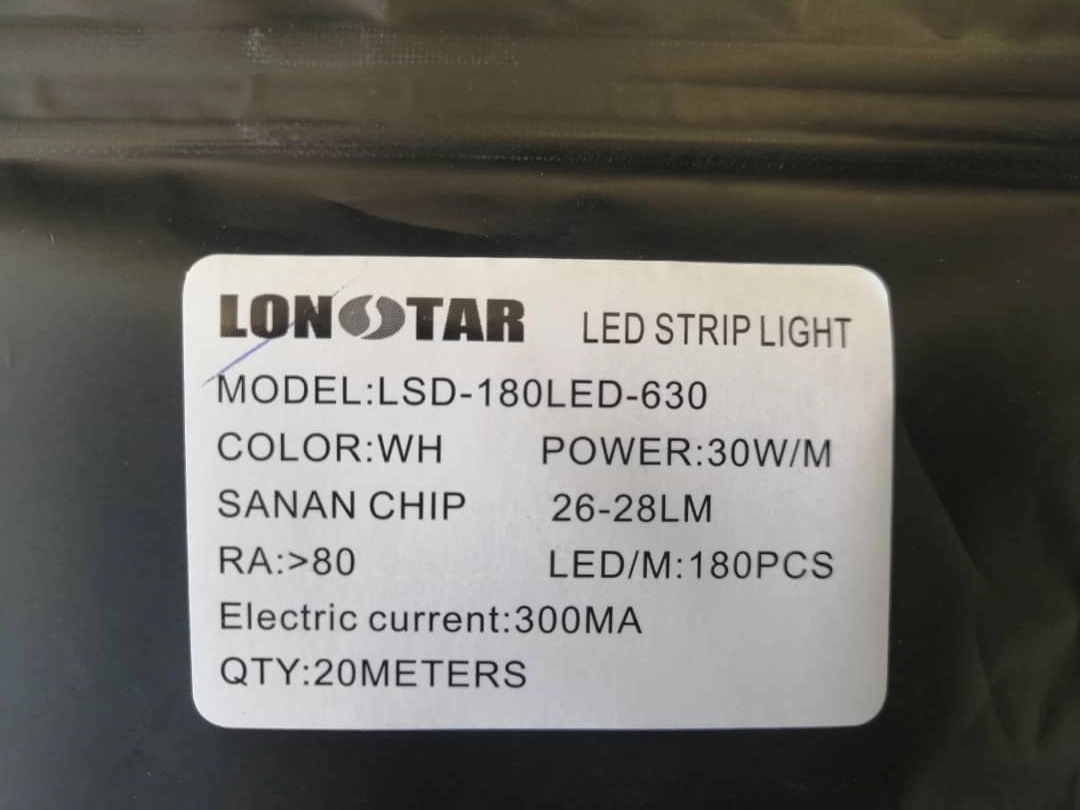 LONSTAR LED STRIP LIGHT
MODEL:LSD-180LED-630
COLOR:WH POWER:30W/M
SANAN CHIP 26-28LM
RA:>80 LED/M:180PCS
Electric current:300MA
QTY:20METERS